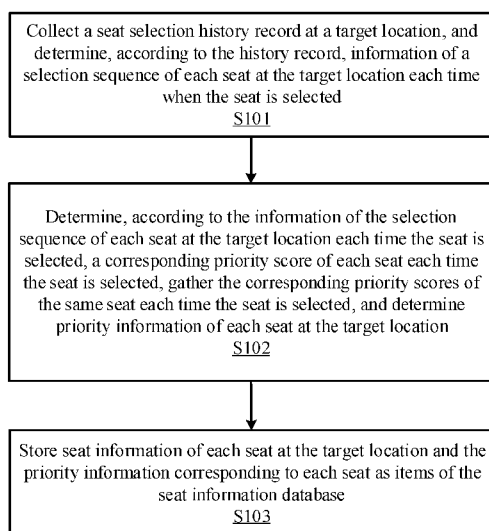 Collect a seat selection history record at a target location, and
determine, according to the history record, information of a
selection sequence of each seat at the target location each time
when the seat is selected
S101
Determine, according to the information of the selection
sequence of each seat at the target location each time the seat is
selected, a corresponding priority score of each seat each time
the seat is selected, gather the corresponding priority scores of
the same seat each time the seat is selected, and determine
priority information of each seat at the target location
S102
Store seat information of each seat at the target location and the
priority information corresponding to each seat as items of the
seat information database
S103